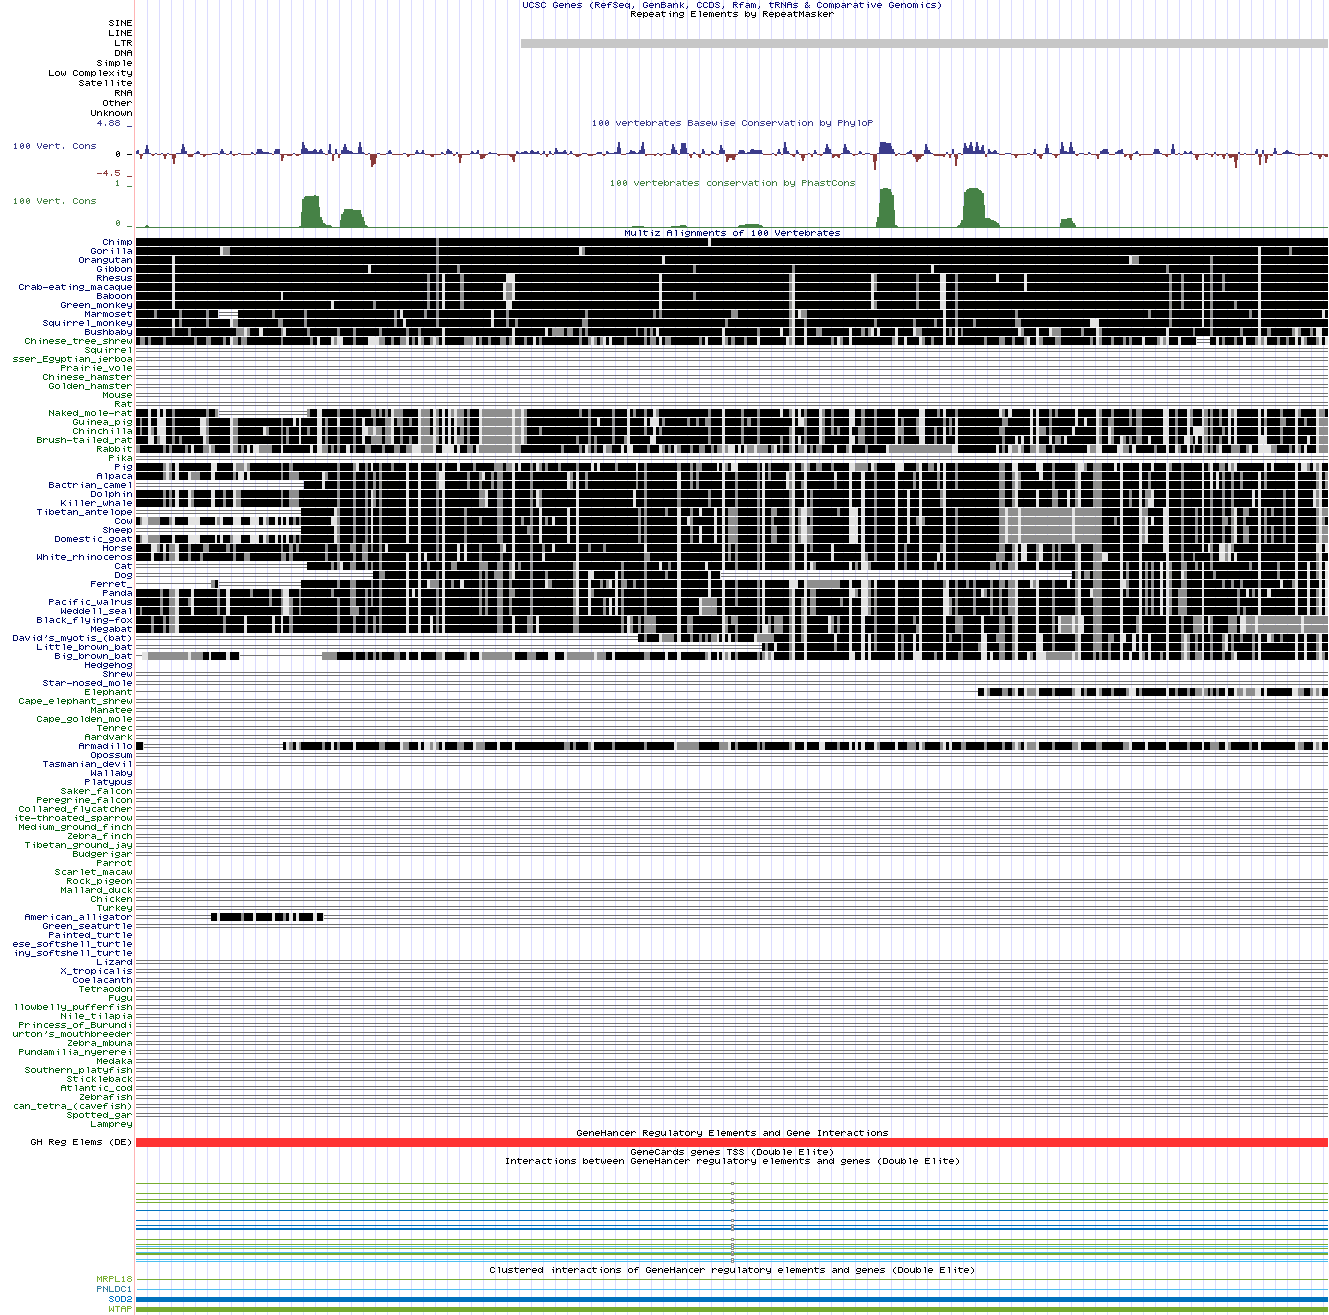 UCSC Genes (RefSeq, GenBank, CCDS, Rfam, tRNAs & Comparative Genomics)
Repeating Elements by RepeatMasker
SINE
LINE
LTR
DNA
Simple
Low Complexity
Satellite
RNA
Other
Unknown
4.88 _
100 vertebrates Basewise Conservation by PhyloP
100 Vert. Cons
0 _
-4.5 _
100 vertebrates conservation by PhastCons
1 _
100 Vert. Cons
0 _
Multiz Alignments of 100 Vertebrates
Chimp
Gorilla
Orangutan
Gibbon
Rhesus
Crab-eating_macaque
Baboon
Green_monkey
Marmoset
Squirrel_monkey
Bushbaby
Chinese_tree_shrew
Squirrel
sser_Egyptian_jerboa
Prairie_vole
Chinese_hamster
Golden_hamster
Mouse
Rat
Naked_mole-rat
Guinea_pig
Chinchilla
Brush-tailed_rat
Rabbit
Pika
Pig
Alpaca
Bactrian_camel
Dolphin
Killer_whale
Tibetan_antelope
Cow
Sheep
Domestic_goat
Horse
White_rhinoceros
Cat
Dog
Ferret_
Panda
Pacific_walrus
Weddell_seal
Black_flying-fox
Megabat
David's_myotis_(bat)
Little_brown_bat
Big_brown_bat
Hedgehog
Shrew
Star-nosed_mole
Elephant
Cape_elephant_shrew
Manatee
Cape_golden_mole
Tenrec
Aardvark
Armadillo
Opossum
Tasmanian_devil
Wallaby
Platypus
Saker_falcon
Peregrine_falcon
Collared_flycatcher
ite-throated_sparrow
Medium_ground_finch
Zebra_finch
Tibetan_ground_jay
Budgerigar
Parrot
Scarlet_macaw
Rock_pigeon
Mallard_duck
Chicken
Turkey
American_alligator
Green_seaturtle
Painted_turtle
ese_softshell_turtle
iny_softshell_turtle
Lizard
X_tropicalis
Coelacanth
Tetraodon
Fugu
llowbelly_pufferfish
Nile_tilapia
Princess_of_Burundi
urton's_mouthbreeder
Zebra_mbuna
Pundamilia_nyererei
Medaka
Southern_platyfish
Stickleback
Atlantic_cod
Zebrafish
can_tetra_(cavefish)
Spotted_gar
Lamprey
GeneHancer Regulatory Elements and Gene Interactions
GH Reg Elems (DE)
GeneCards genes TSS (Double Elite)
Interactions between GeneHancer regulatory elements and genes (Double Elite)
Clustered interactions of GeneHancer regulatory elements and genes (Double Elite)
MRPL18
PNLDC1
SOD2
WTAP